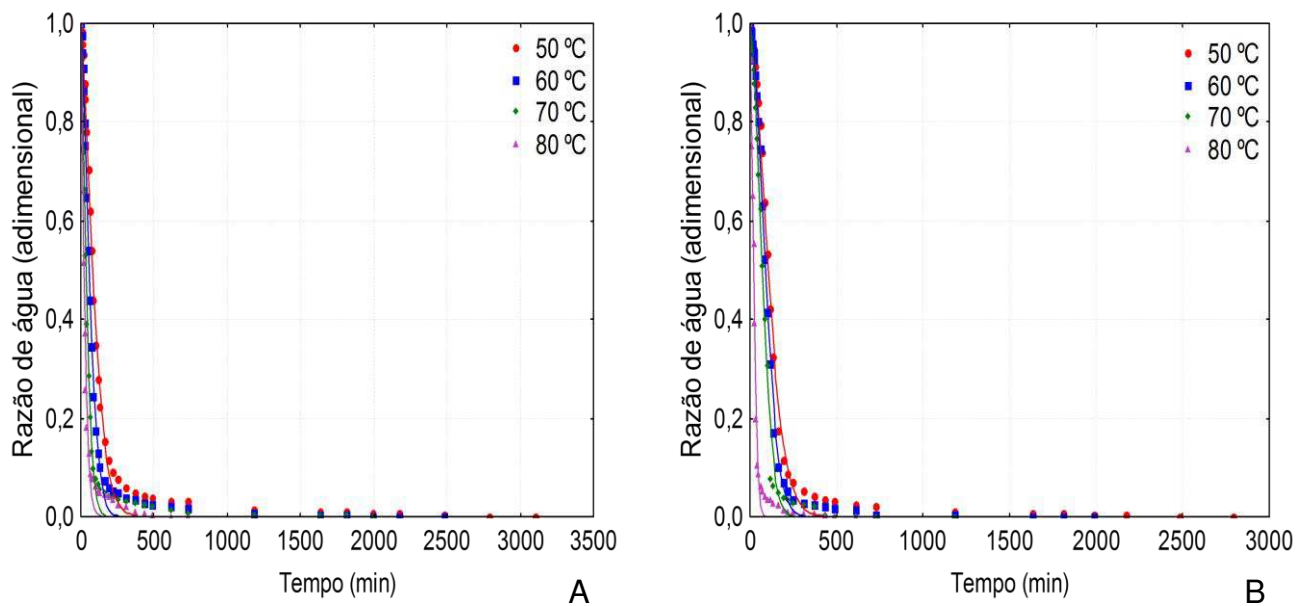 Razão de água (adimensional)
1,0
0,8
0,6
0,4
0,2
0,0
50 ºC
60 ºC
70 ºC
80 ºC
0 500 1000 1500 2000 2500 3000 3500
Tempo (min)
A
Razão de água (adimensional)
1,0
0,8
0,6
0,4
0,2
0,0
50 ºC
60 ºC
70 ºC
80 ºC
0 500 1000 1500 2000 2500 3000
Tempo (min)
B